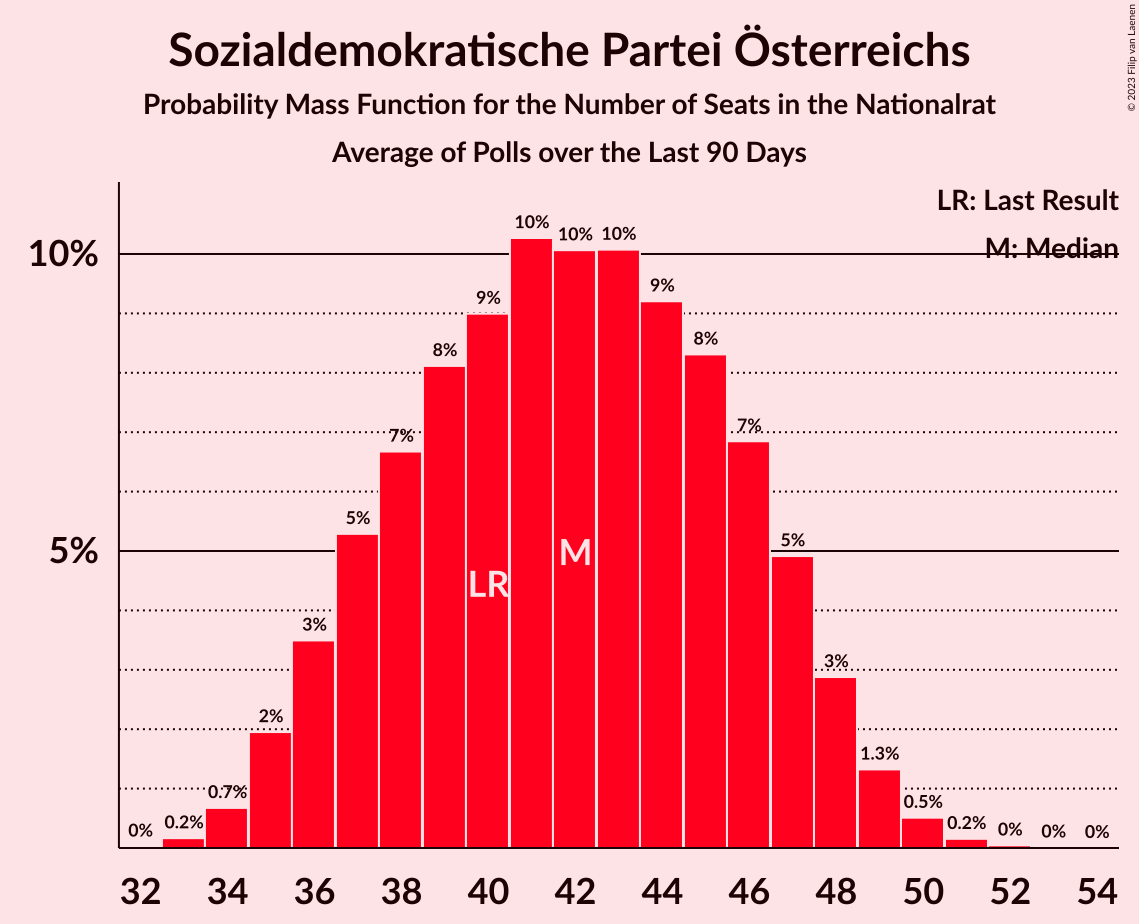 Sozialdemokratische Partei Österreichs
Probability Mass Function for the Number of Seats in the Nationalrat
Average of Polls over the Last 90 Days
© 2023 Filip van Laenen
LR: Last Result
M: Median
10%
5%
0%
0.2%
0.7%
2%
3%
5%
7%
8%
9%
10%
10%
10%
9%
8%
7%
5%
3%
1.3%
0.5%
0.2%
0%
0%
0%
LR
M
32 34 36 38 40 42 44 46 48 50 52 54